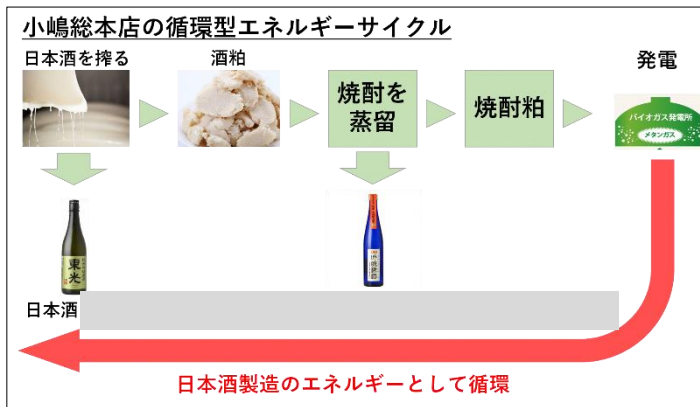 小嶋総本店の循環型エネルギーサイクル
日本酒を搾る
酒粕
焼酎を
蒸留
焼酎粕
発電
バイオガス発電所
メタンガス
東光
日本酒
日本酒製造のエネルギーとして循環